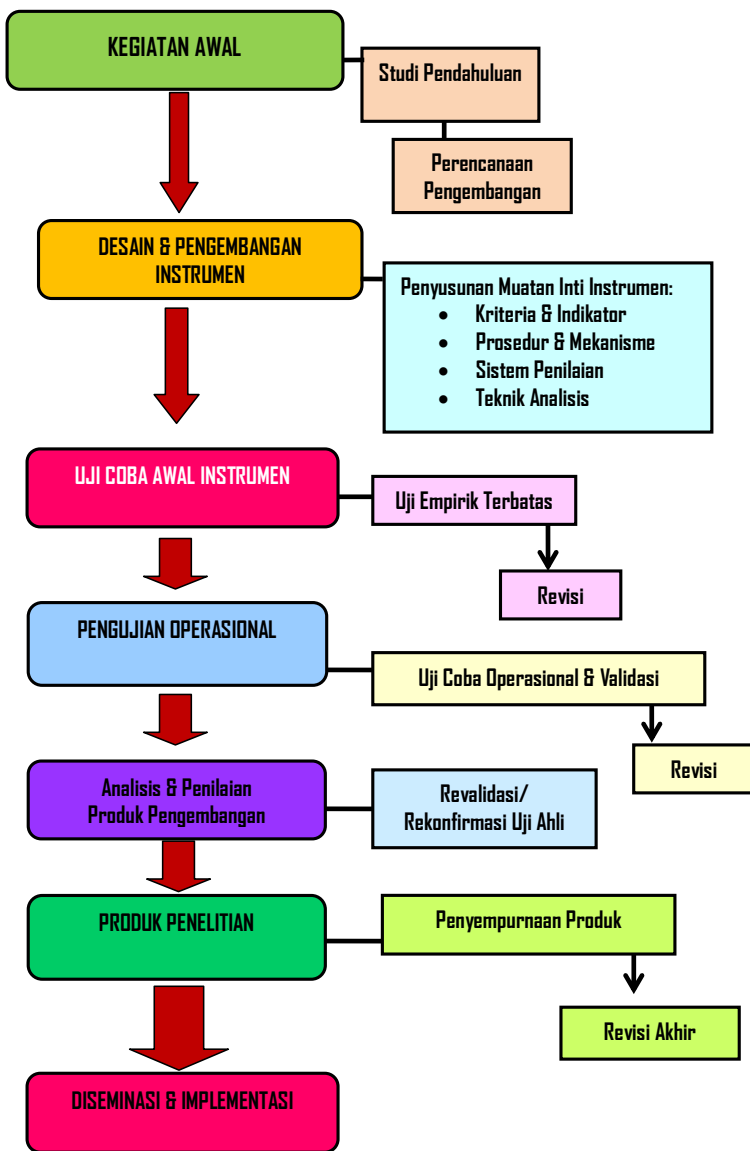 KEGIATAN AWAL
Studi Pendahuluan
Perencanaan
Pengembangan
DESAIN & PENGEMBANGAN
INSTRUMEN
Penyusunan Muatan Inti Instrumen:
• Kriteria & Indikator
• Prosedur & Mekanisme
• Sistem Penilaian
• Teknik Analisis
UJI COBA AWAL INSTRUMEN
Uji Empirik Terbatas
Revisi
PENGUJIAN OPERASIONAL
Uji Coba Operasional & Validasi
Revisi
Analisis & Penilaian
Produk Pengembangan
Revalidasi/
Rekonfirmasi Uji Ahli
PRODUK PENELITIAN
Penyempurnaan Produk
Revisi Akhir
DISEMINASI & IMPLEMENTASI